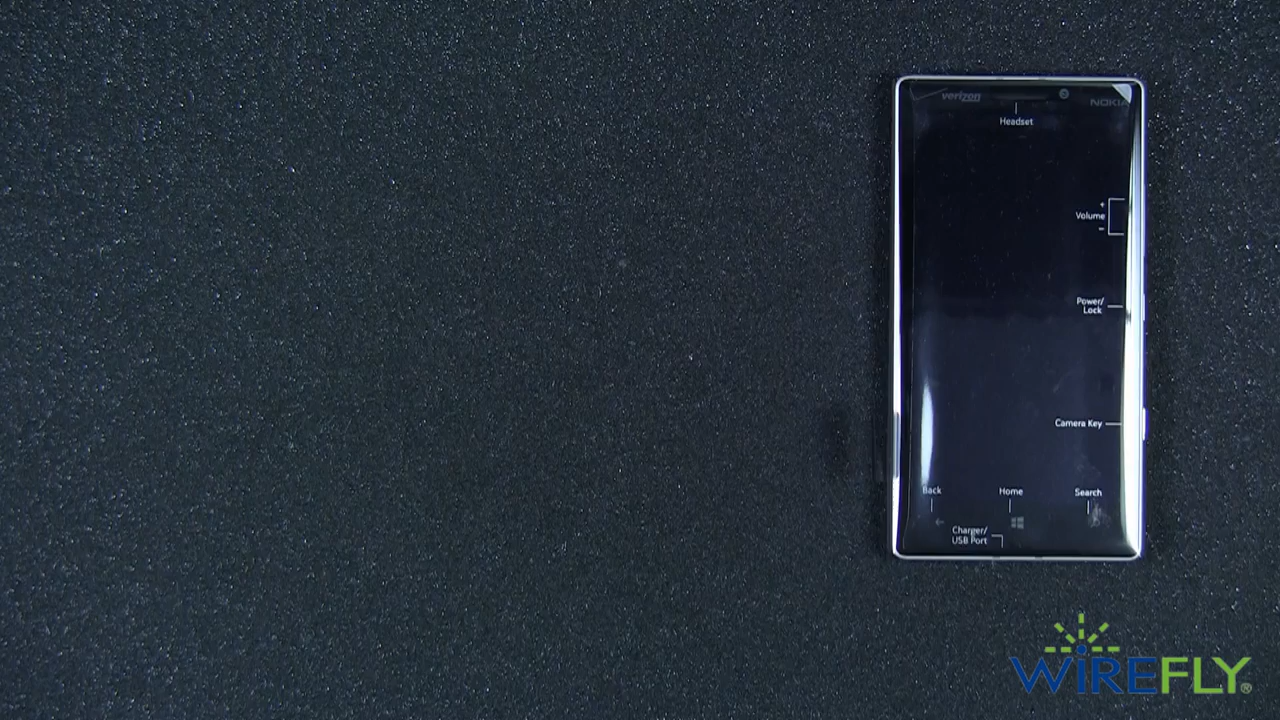 verizon
NOKIA
Headset
+
Volume
-
Power/
Lock
Camera Key
Back
Home
Search
Charger/
USB Port
WIREFLY®